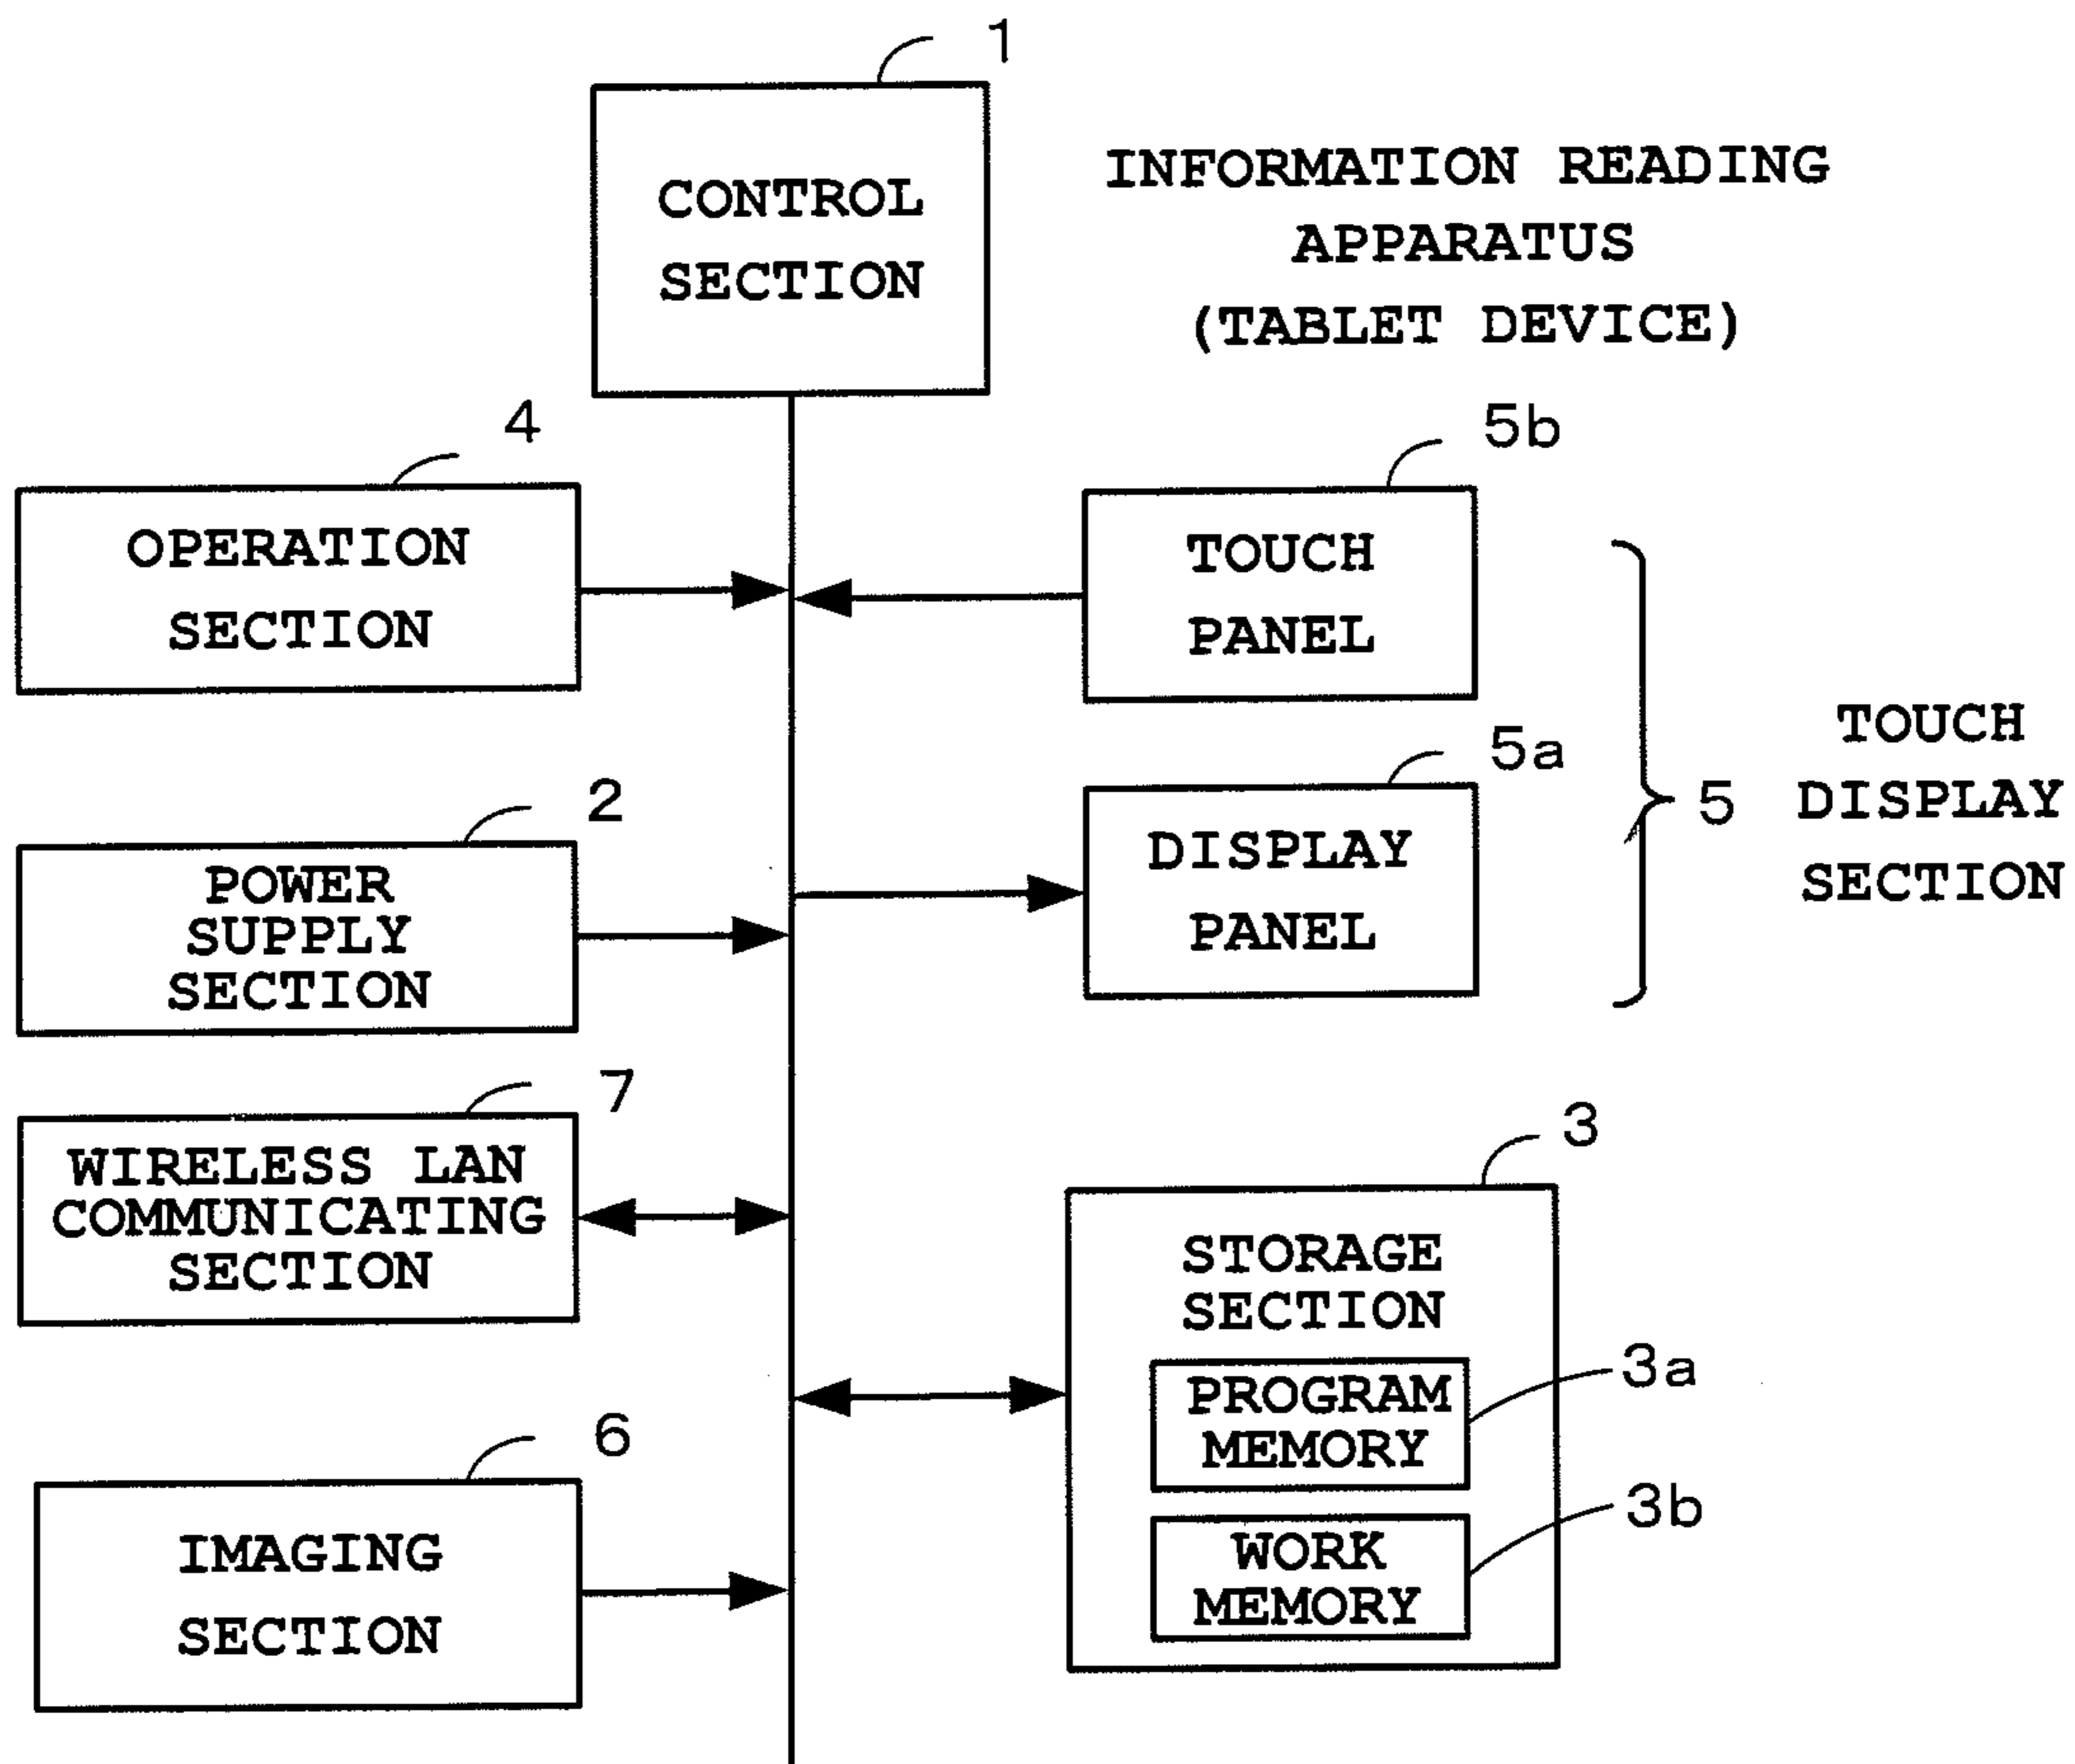 1
CONTROL
SECTION
INFORMATION READING
APPARATUS
(TABLET DEVICE)
4
OPERATION
SECTION
5b
TOUCH
PANEL
2
POWER
SUPPLY
SECTION
5a
DISPLAY
PANEL
5
TOUCH
DISPLAY
SECTION
7
WIRELESS LAN
COMMUNICATING
SECTION
3
STORAGE
SECTION
PROGRAM
MEMORY
3a
WORK
MEMORY
3b
6
IMAGING
SECTION